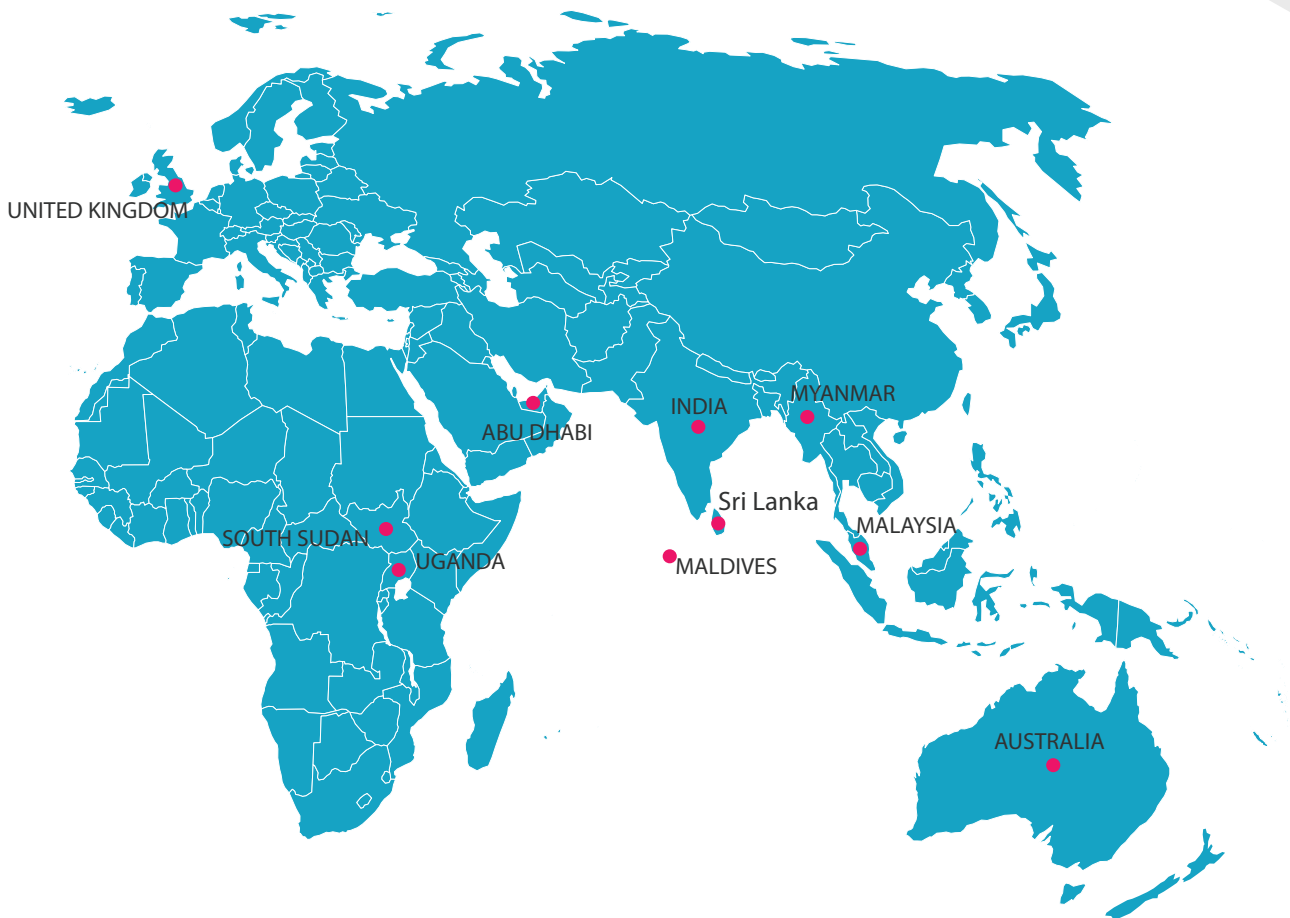 UNITED KINGDOM
MYANMAR
INDIA
ABU DHABI
Sri Lanka
MALAYSIA
SOUTH SUDAN
UGANDA
MALDIVES
AUSTRALIA